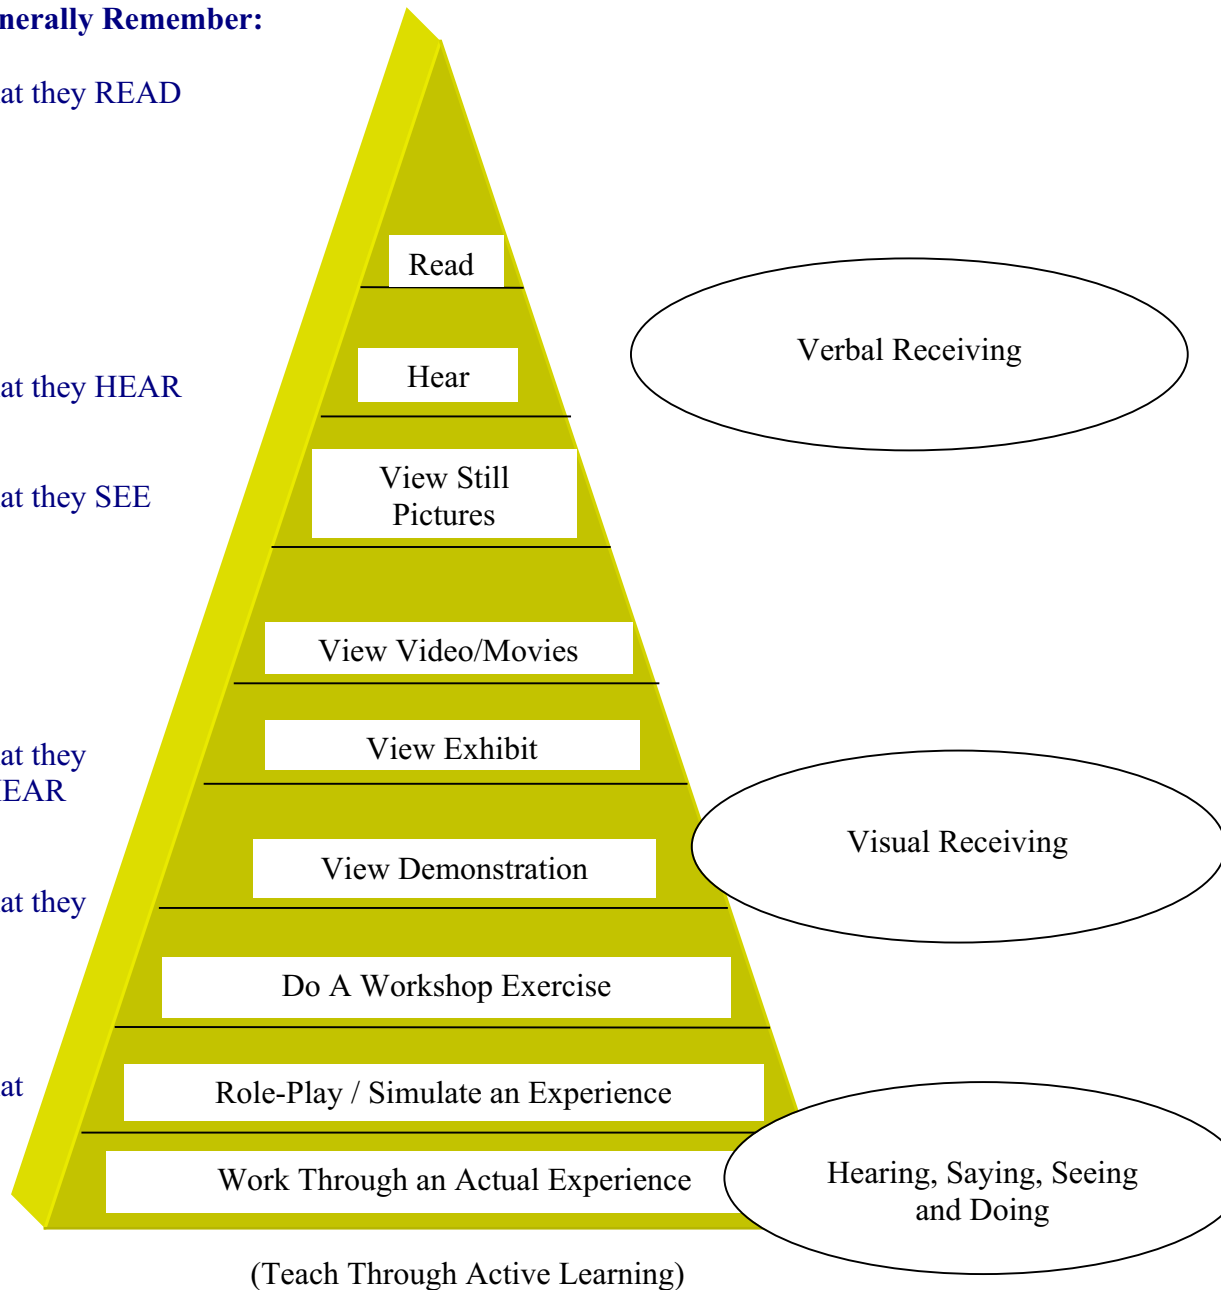 nerally Remember:
at they READ
Read
Verbal Receiving
Hear
at they HEAR
View Still
Pictures
at they SEE
View Video/Movies
View Exhibit
at they
EAR
Visual Receiving
View Demonstration
at they
Do A Workshop Exercise
Role-Play / Simulate an Experience
at
Work Through an Actual Experience
Hearing, Saying, Seeing
and Doing
(Teach Through Active Learning)